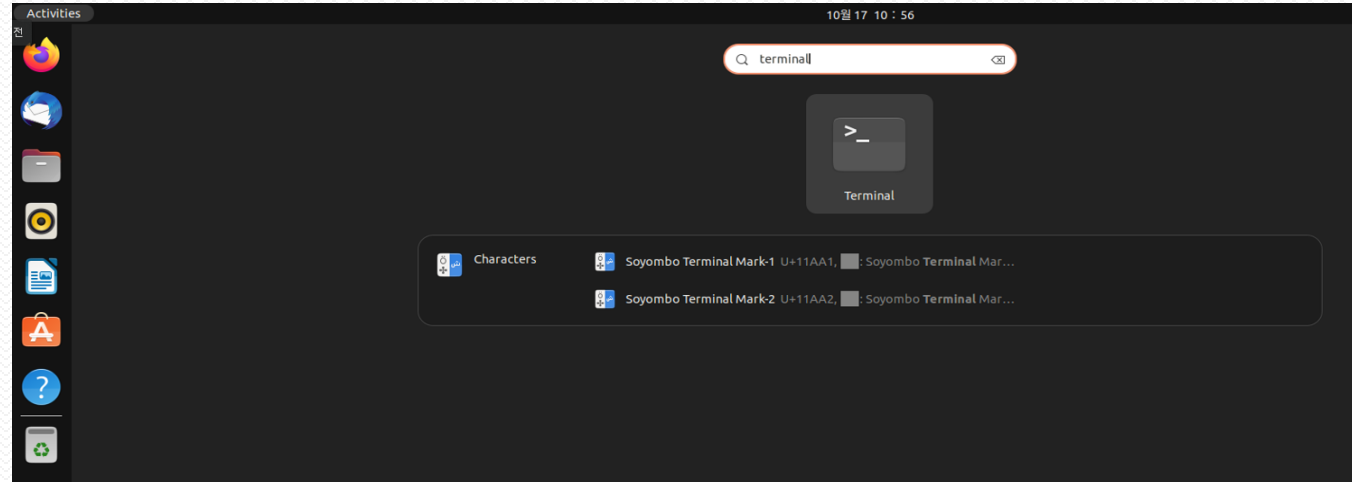 Activities
10월 17 10 : 56
전
terminal
Terminal
Characters
Soyombo Terminal Mark-1 U+11AA1, : Soyombo Terminal Mar…
Soyombo Terminal Mark-2 U+11AA2, : Soyombo Terminal Mar…